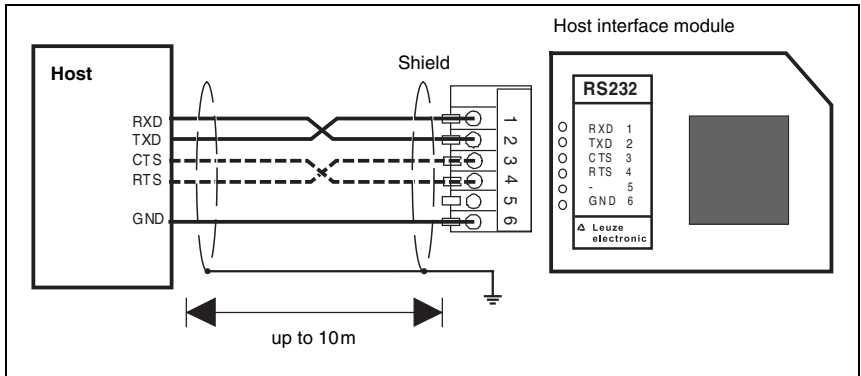 Host interface module
Host
Shield
RXD
TXD
CTS
RTS
GND
1
2
3
4
5
6
up to 10m
RS232
RXD 1
TXD 2
CTS 3
RTS 4
- 5
GND 6
Leuze
electronic